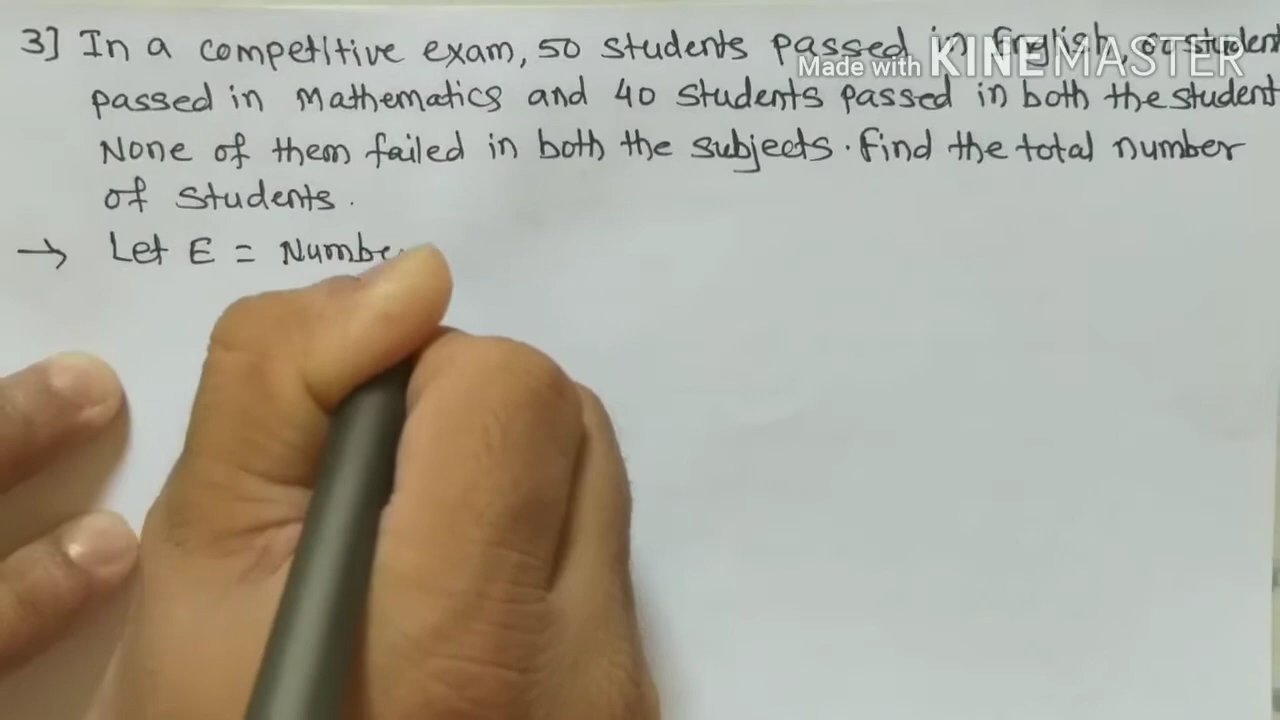 3] In a competitive exam, 50 students passed in English, student
Made with KINEMASTER
passed in Mathematics and 40 students passed in both the student
None of them failed in both the subjects. Find the total number
of students.
→ Let E = Numbe